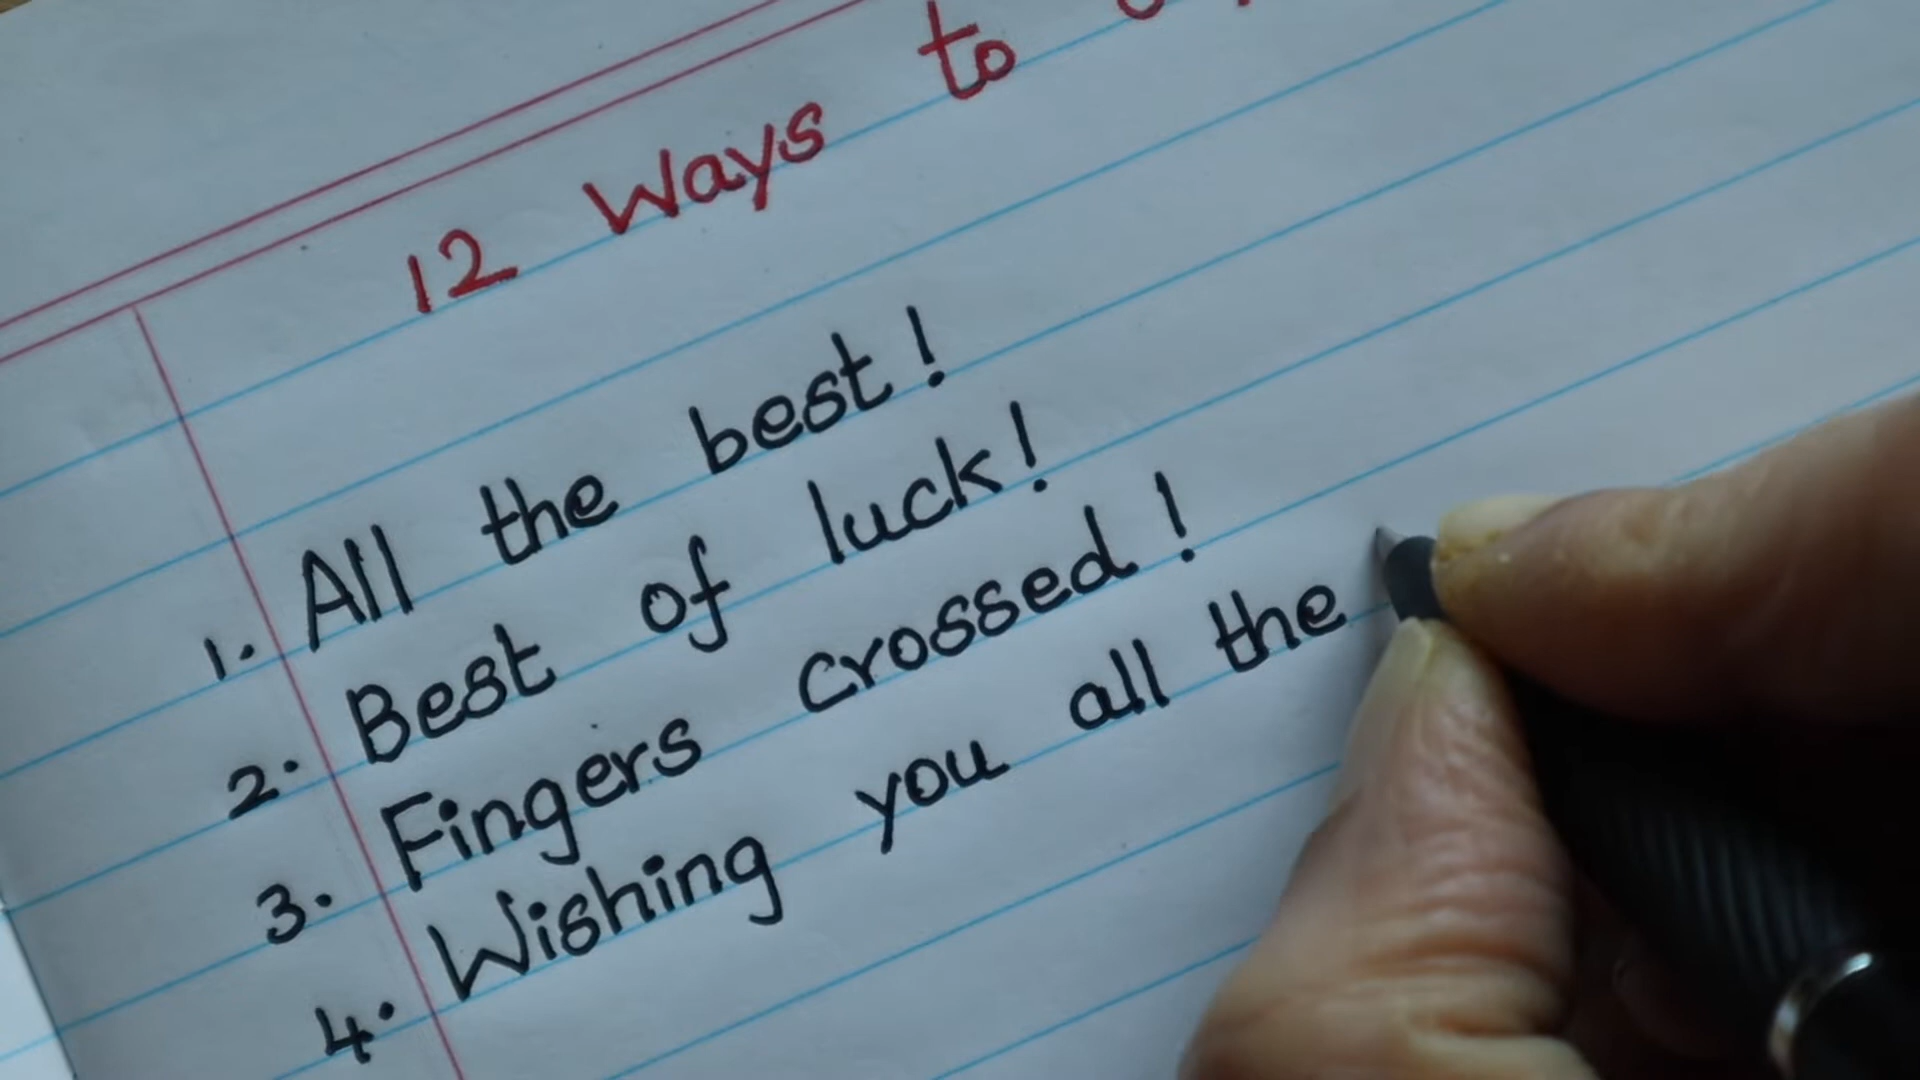 12 Ways to
1. All the best!
2. Best of luck!
3. Fingers crossed!
4. Wishing you all the